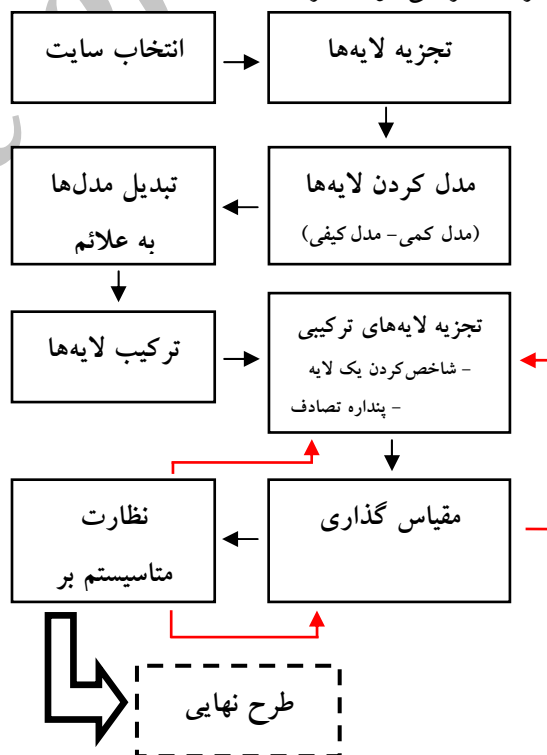 انتخاب سایت
تجزیه لایه‌ها
مدل کردن لایه‌ها
(مدل کمی- مدل کیفی)
تبدیل مدل‌ها
به علائم
ترکیب لایه‌ها
تجزیه لایه‌های ترکیبی
- شاخص‌کردن یک لایه
- پنداره تصادف
مقیاس گذاری
نظارت
متاسیستم بر
طرح نهایی